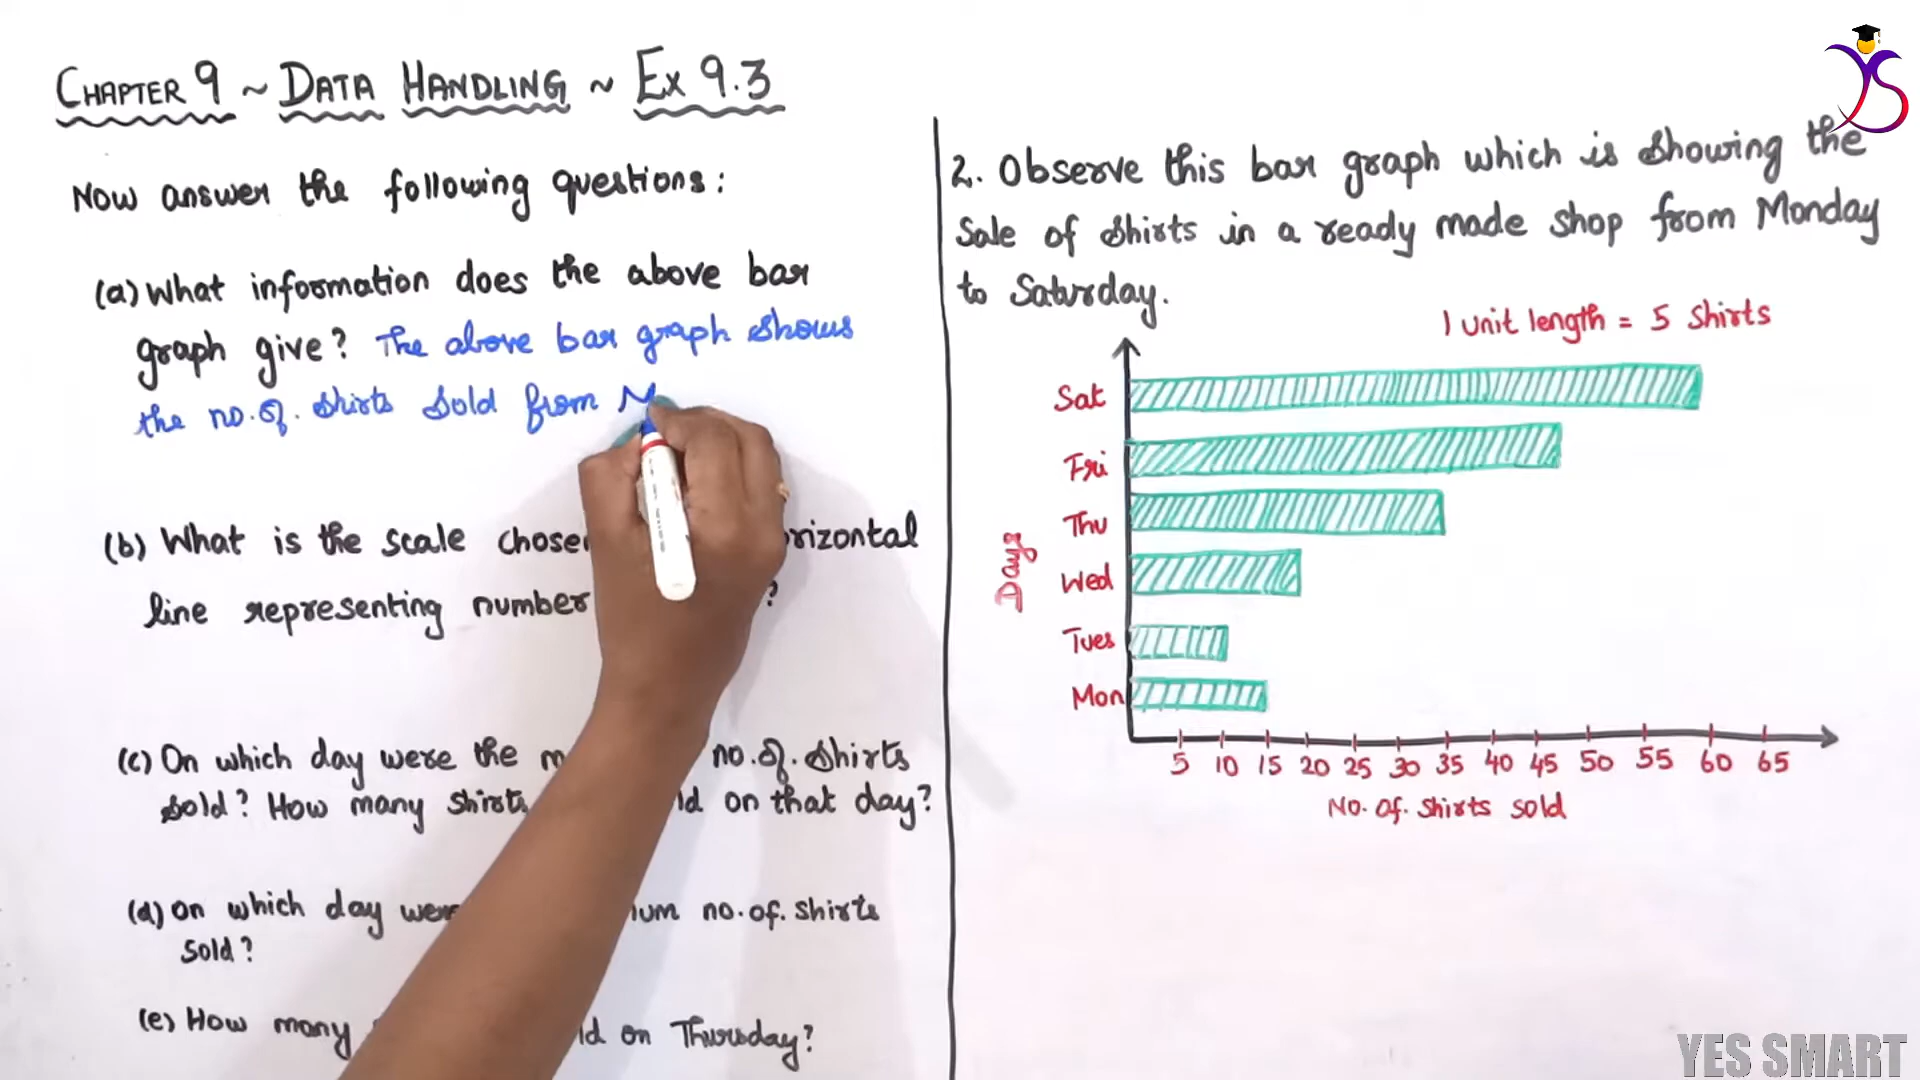 CHAPTER 9 ~ DATA HANDLING ~ Ex 9.3
Now answer the following questions:
(a) What information does the above bar
graph give? The above bar graph shows
the no.of. shirts sold from M
(b) What is the scale rizontal
line representing number ?
(c) On which day were the no.of. shirts
sold? How many on that day?
(d) On which day no.of. shirts
sold?
(e) How many on Thursday?
2. Observe this bar graph which is showing the
sale of shirts in a ready made shop from Monday
to Saturday.
1 unit length = 5 shirts
Sat
Fri
Thu
Wed
Tues
Mon
Days
5 10 15 20 25 30 35 40 45 50 55 60 65
No. of. shirts sold
YS
YES SMART